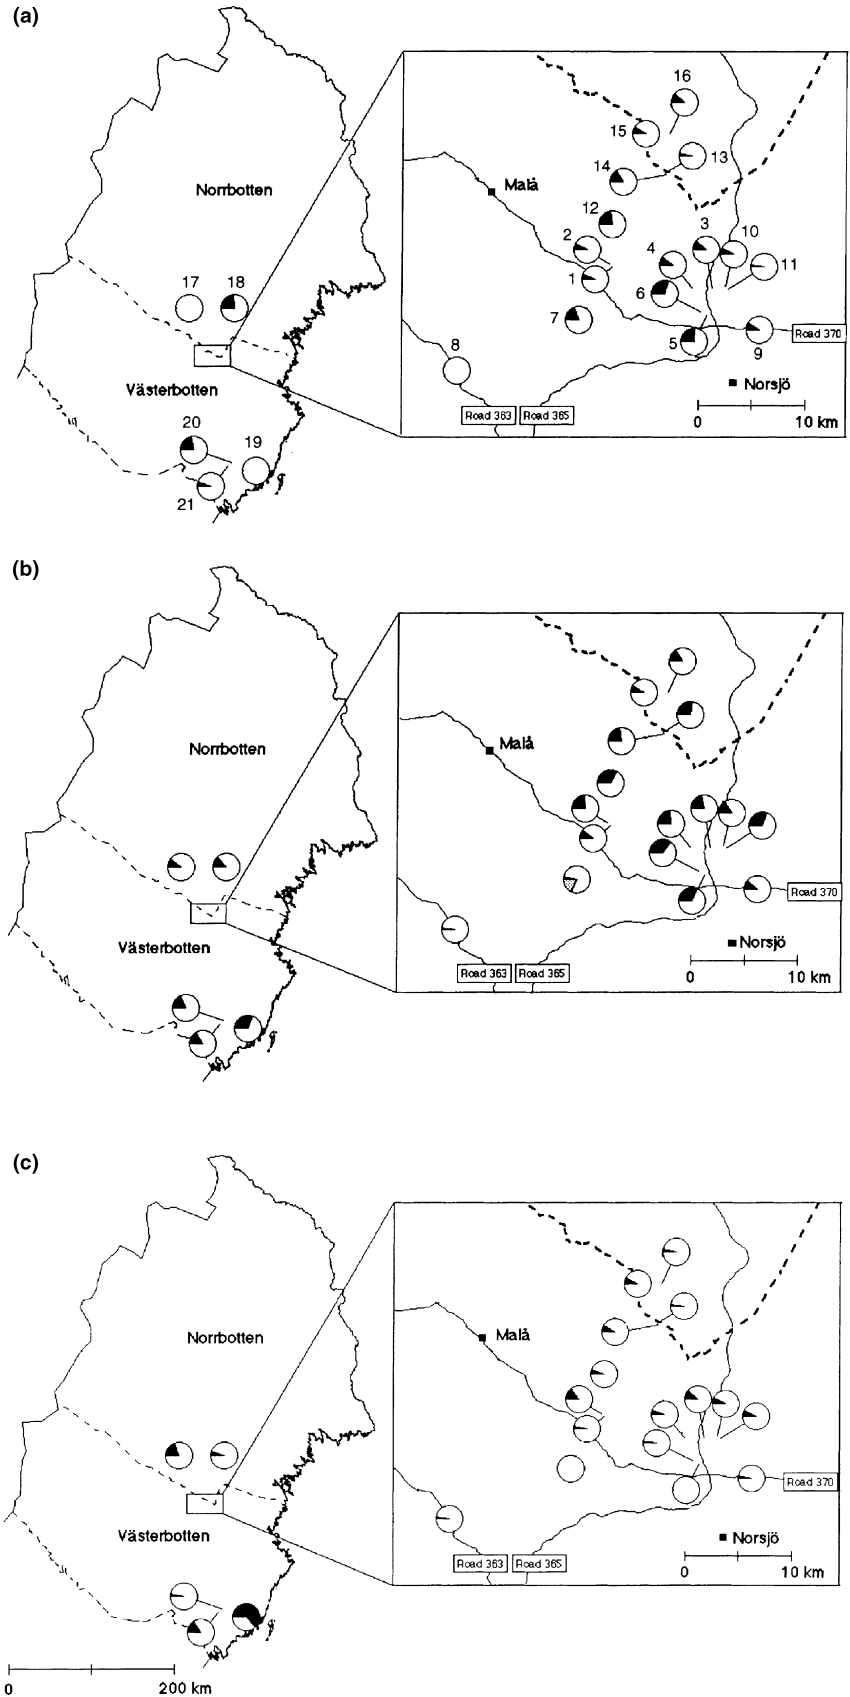 (a)
16
15
13
14
Malå
Norrbotten
12
3
2
10
4
11
17
18
1
6
7
5
8
9
Road 370
Västerbotten
Norsjö
Road 363
Road 365
0
10 km
20
19
21
(b)
Norrbotten
Malå
Road 370
Västerbotten
Norsjö
Road 363
Road 365
0
10 km
(c)
Norrbotten
Malå
Road 370
Västerbotten
Norsjö
Road 363
Road 365
0
10 km
0
200 km